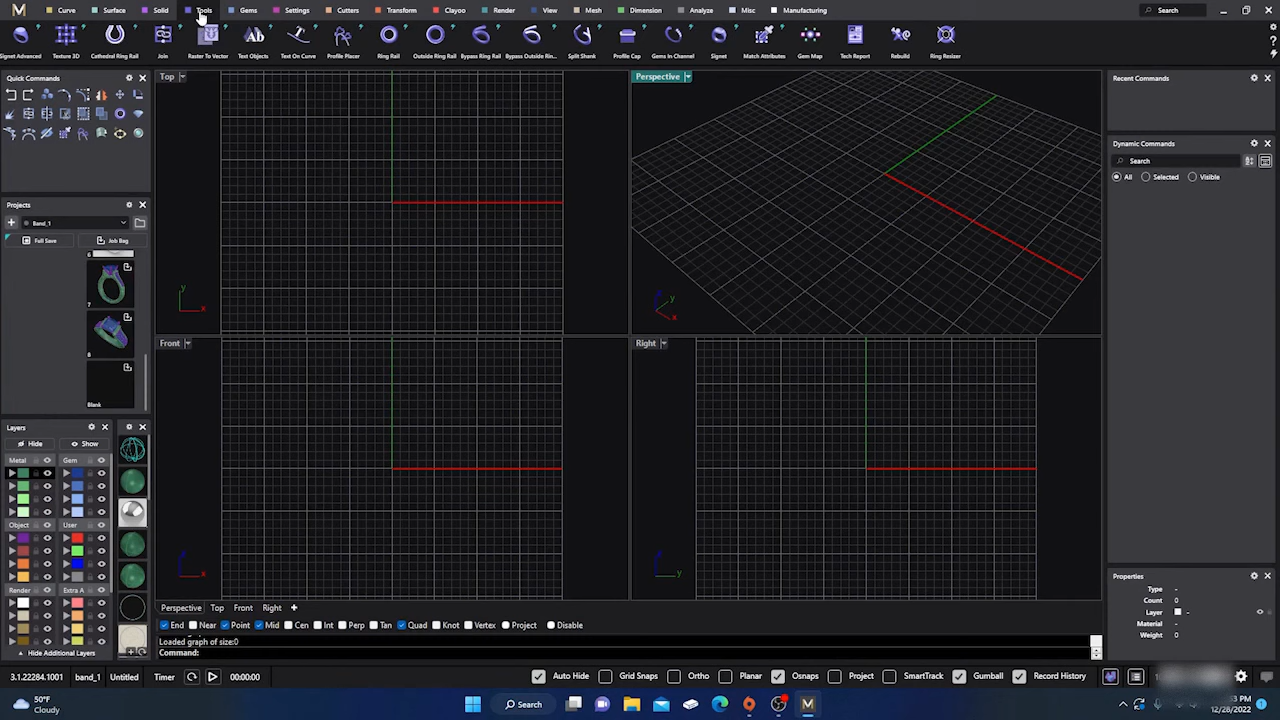 Curve Surface Solid Tools Gems Settings Cutters Transform Clayoo Render View Mesh Dimension Analyze Misc Manufacturing Search
Signet Advanced Texture 3D Cathedral Ring Rail Join Raster To Vector Text Objects Text On Curve Profile Placer Ring Rail Outside Ring Rail Bypass Ring Rail Bypass Outside Rin... Split Shank Profile Cap Gems In Channel Signet Match Attributes Gem Map Tech Report Rebuild Ring Resizer
Quick Commands
Projects
Band_1
Full Save Job Bag
6
7
8
Blank
Layers
Hide Show
Metal Gem
Object User
Render Extra A
Hide Additional Layers
Top
y
x
Perspective
y
x
Front
x
Right
y
Perspective Top Front Right
End Near Point Mid Cen Int Perp Tan Quad Knot Vertex Project Disable
Loaded graph of size:0
Command:
Recent Commands
Dynamic Commands
Search
All Selected Visible
Properties
Type -
Count 0
Layer -
Material -
Weight 0
3.1.22284.1001 band_1 Untitled Timer 00:00:00 Auto Hide Grid Snaps Ortho Planar Osnaps Project SmartTrack Gumball Record History
50°F
Cloudy
Search
12/28/2022